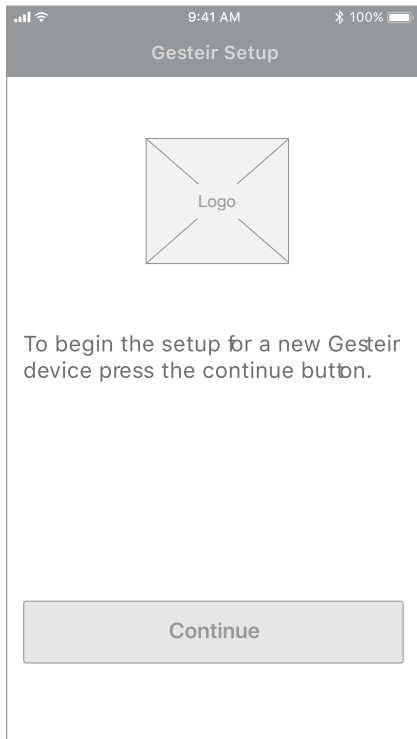 9:41 AM 100%
Gesteir Setup
Logo
To begin the setup for a new Gesteir
device press the continue button.
Continue